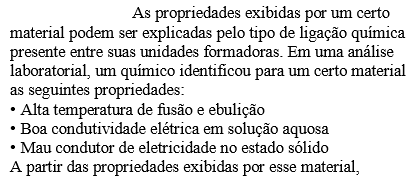 As propriedades exibidas por um certo
material podem ser explicadas pelo tipo de ligação química
presente entre suas unidades formadoras. Em uma análise
laboratorial, um químico identificou para um certo material
as seguintes propriedades:
• Alta temperatura de fusão e ebulição
• Boa condutividade elétrica em solução aquosa
• Mau condutor de eletricidade no estado sólido
A partir das propriedades exibidas por esse material,